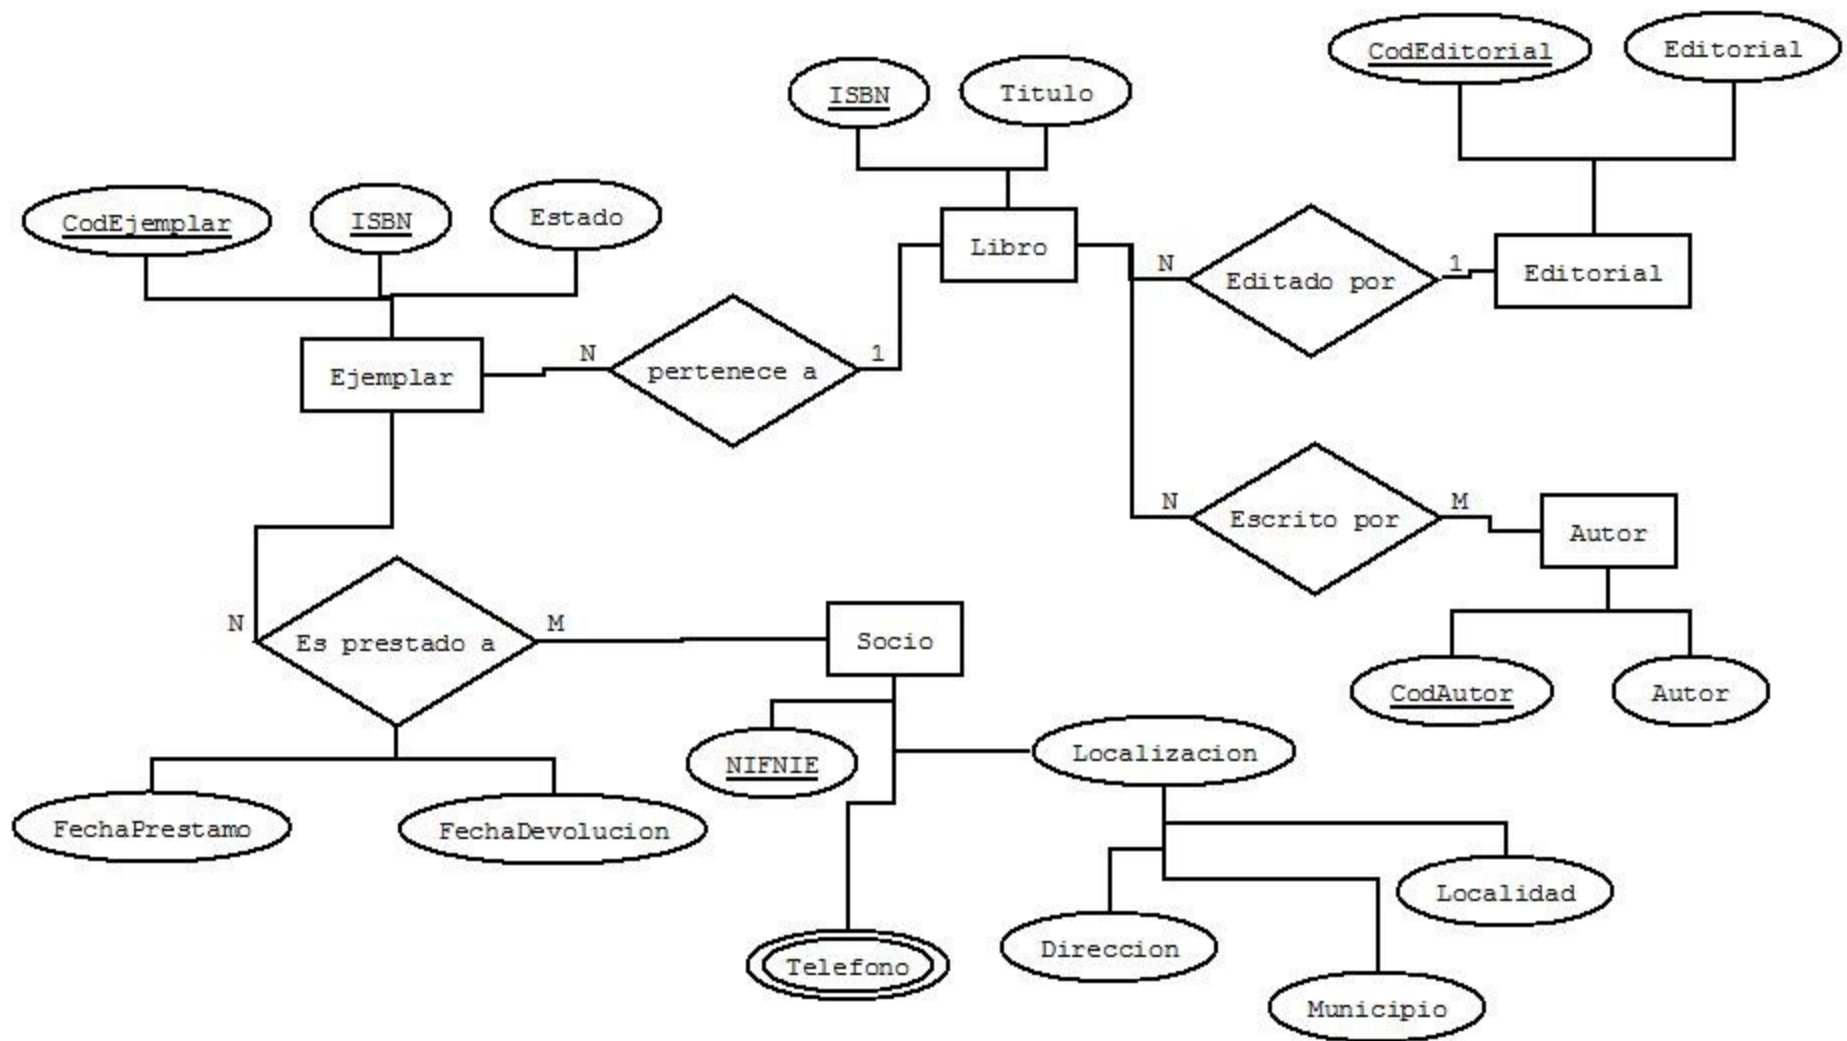 CodEditorial
Editorial
ISBN
Titulo
CodEjemplar
ISBN
Estado
Libro
N
Editado por
1
Editorial
Ejemplar
N
pertenece a
1
N
Escrito por
M
Autor
N
Es prestado a
M
Socio
CodAutor
Autor
NIFNIE
Localizacion
FechaPrestamo
FechaDevolucion
Localidad
Telefono
Direccion
Municipio